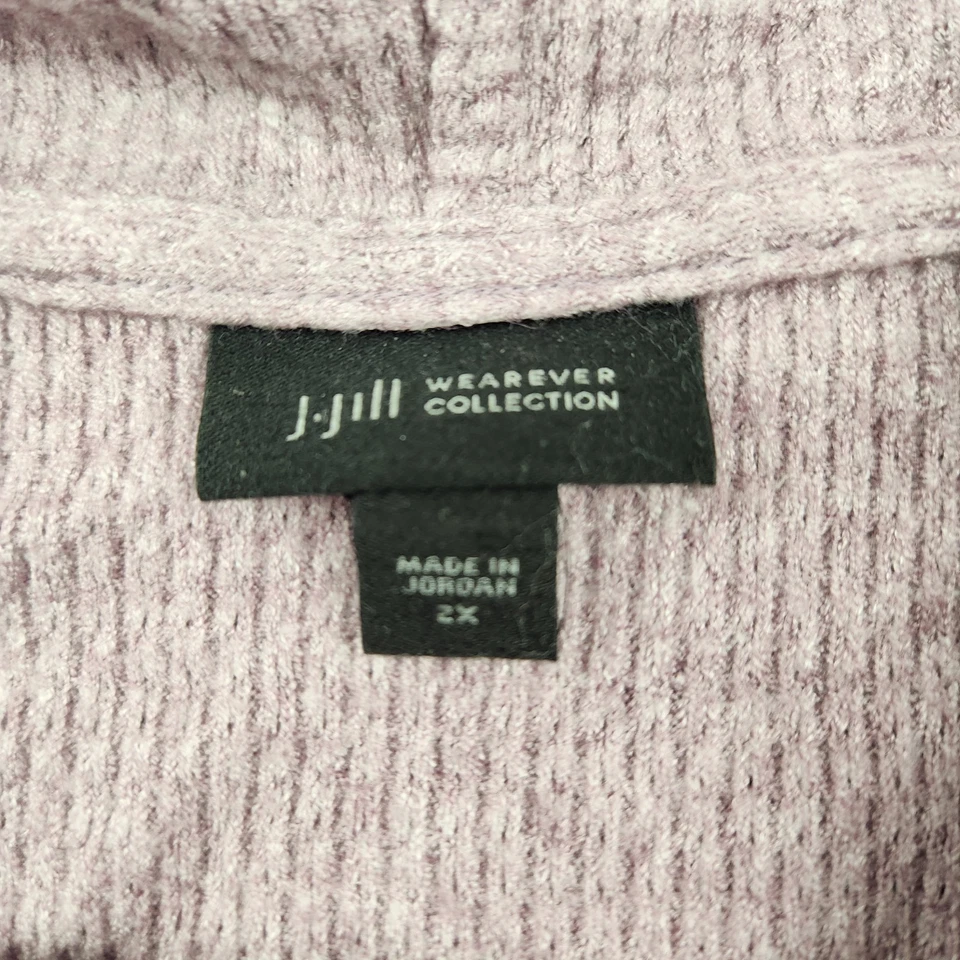 J.Jill WEAREVER
COLLECTION
MADE IN
JORDAN
2X